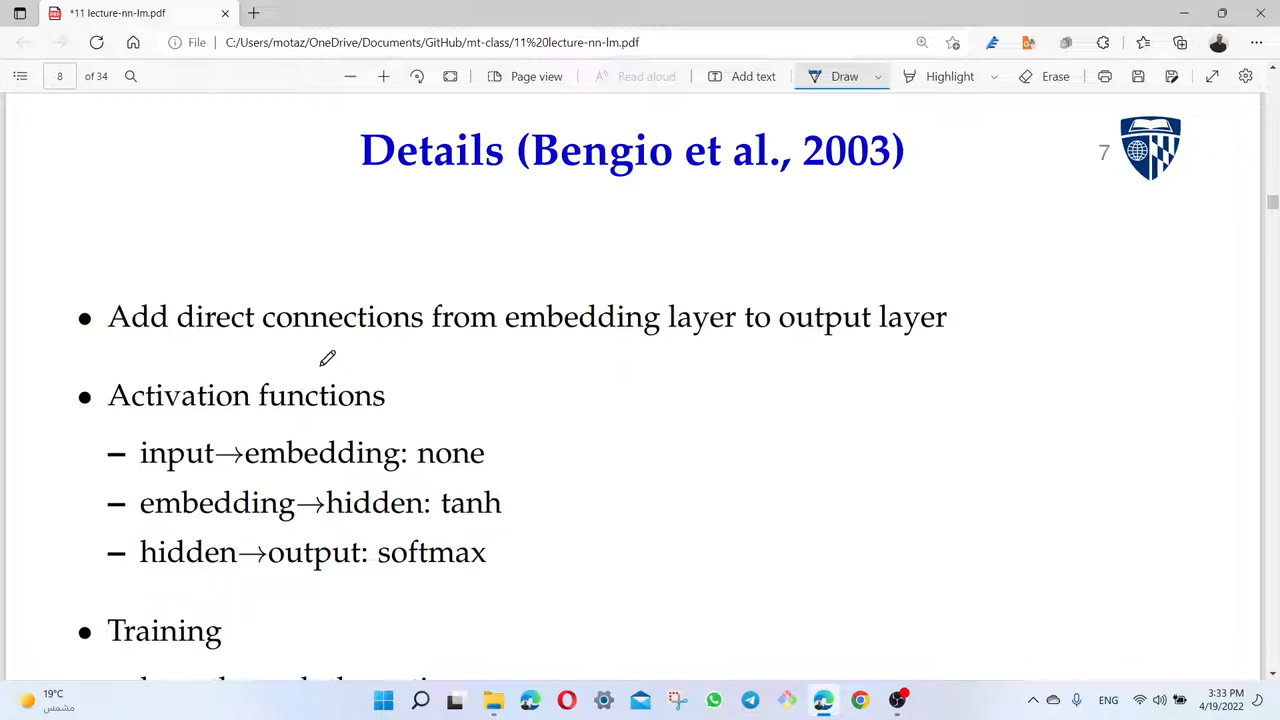 *11 lecture-nn-lm.pdf
File C:/Users/motaz/OneDrive/Documents/GitHub/mt-class/11%20lecture-nn-lm.pdf
8 of 34 Page view Read aloud Add text Draw Highlight Erase
Details (Bengio et al., 2003)
7
● Add direct connections from embedding layer to output layer
● Activation functions
– input→embedding: none
– embedding→hidden: tanh
– hidden→output: softmax
● Training
19°C
مشمس
ENG
3:33 PM
4/19/2022